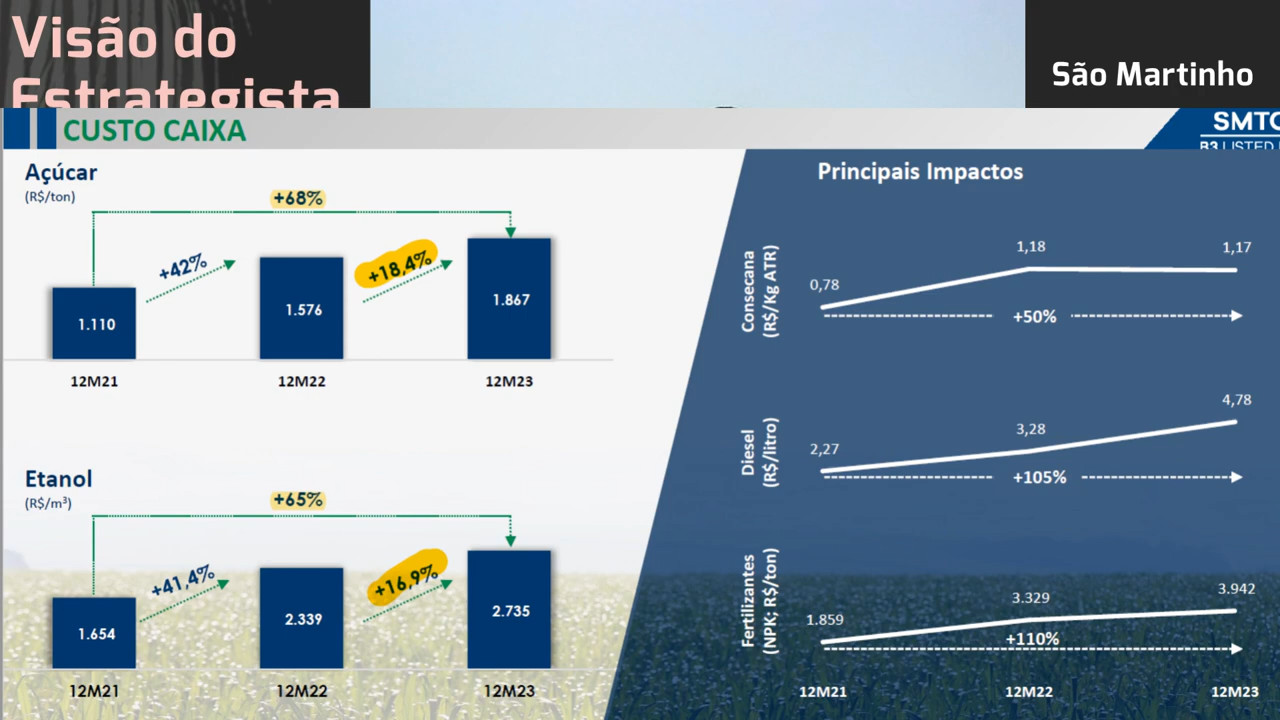 Visão do
Estrategista
São Martinho
CUSTO CAIXA
Açúcar
(R$/ton)
+68%
+42%
+18,4%
1.110
1.576
1.867
12M21
12M22
12M23
Etanol
(R$/m³)
+65%
+41,4%
+16,9%
1.654
2.339
2.735
12M21
12M22
12M23
Principais Impactos
Consecana
(R$/Kg ATR)
0,78
1,18
1,17
+50%
Diesel
(R$/litro)
2,27
3,28
4,78
+105%
Fertilizantes
(NPK; R$/ton)
1.859
3.329
3.942
+110%
12M21
12M22
12M23
B3 LISTED